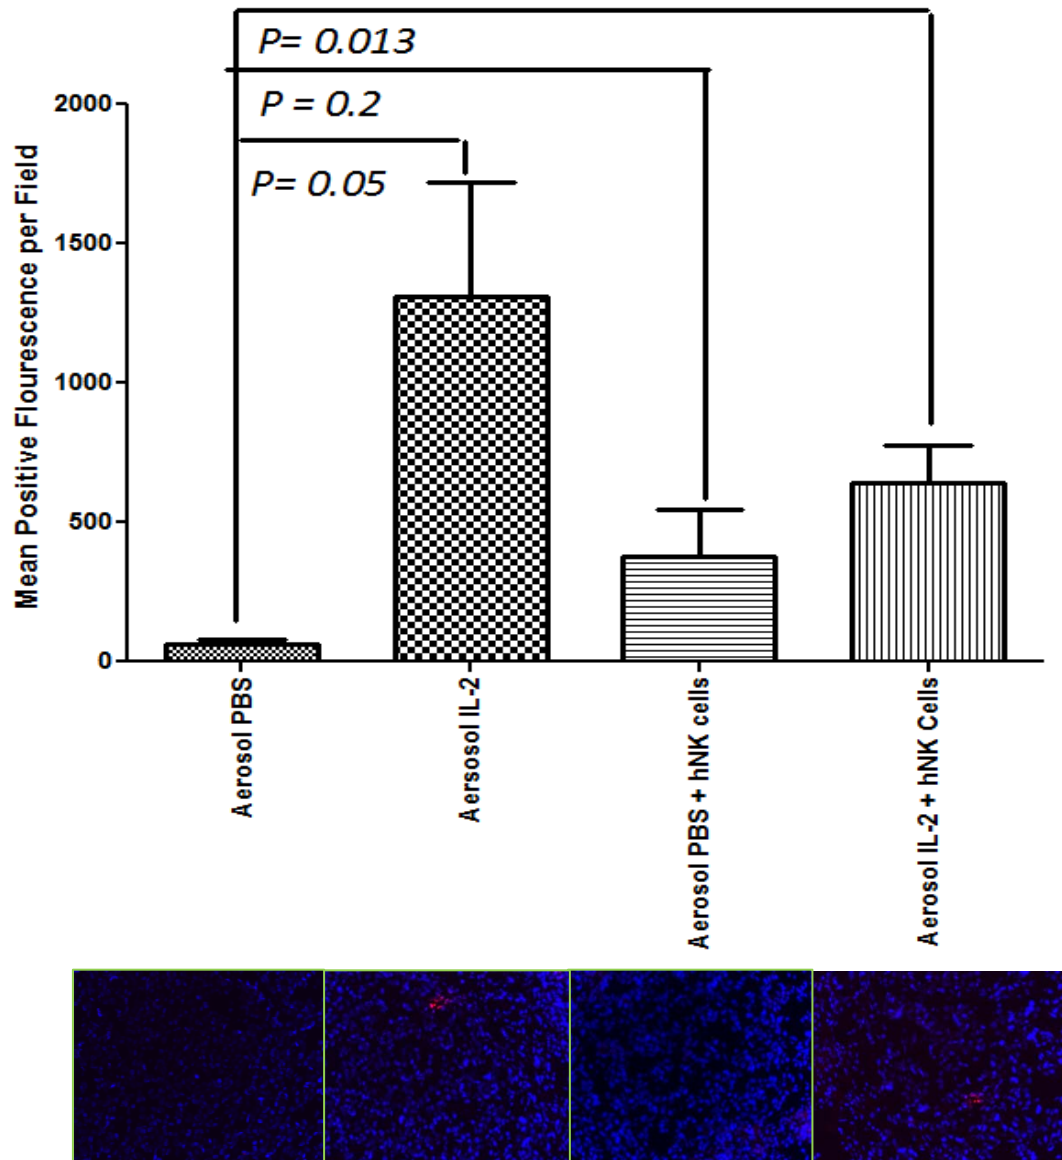 P= 0.013
P = 0.2
P= 0.05
Mean Positive Flourescence per Field
2000
1500
1000
500
0
Aerosol PBS
Aersosol IL-2
Aerosol PBS + hNK cells
Aerosol IL-2 + hNK Cells